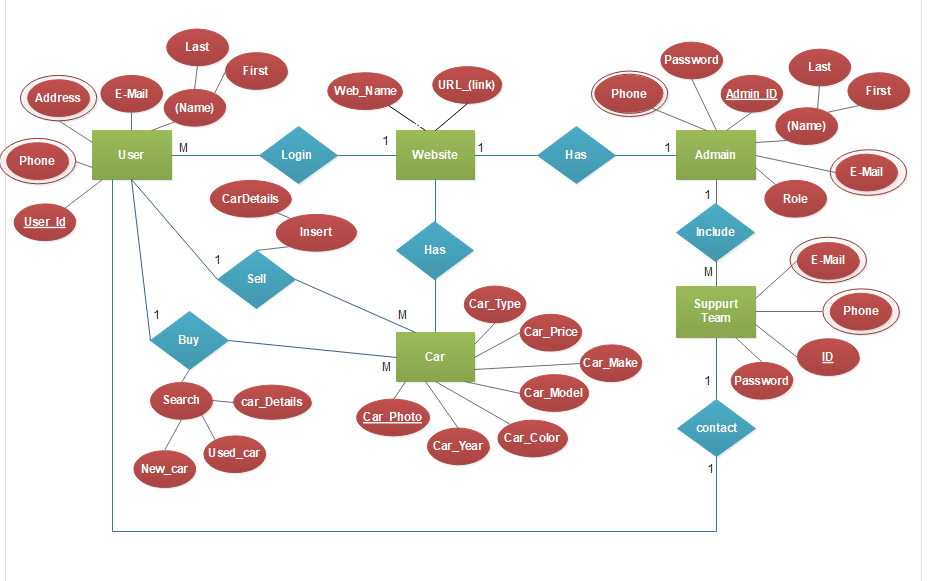 Last
First
Address
E-Mail
(Name)
Phone
User
User_Id
M
Login
1
Web_Name
URL_(link)
Website
1
Has
1
Password
Phone
Admin_ID
Last
First
(Name)
Admain
E-Mail
Role
1
Include
M
CarDetails
Insert
1
Sell
Has
M
E-Mail
Suppurt
Team
Phone
ID
Password
1
Buy
M
Car
Car_Type
Car_Price
Car_Make
Car_Model
Car_Color
Car_Year
Car_Photo
Search
car_Details
Used_car
New_car
1
contact
1